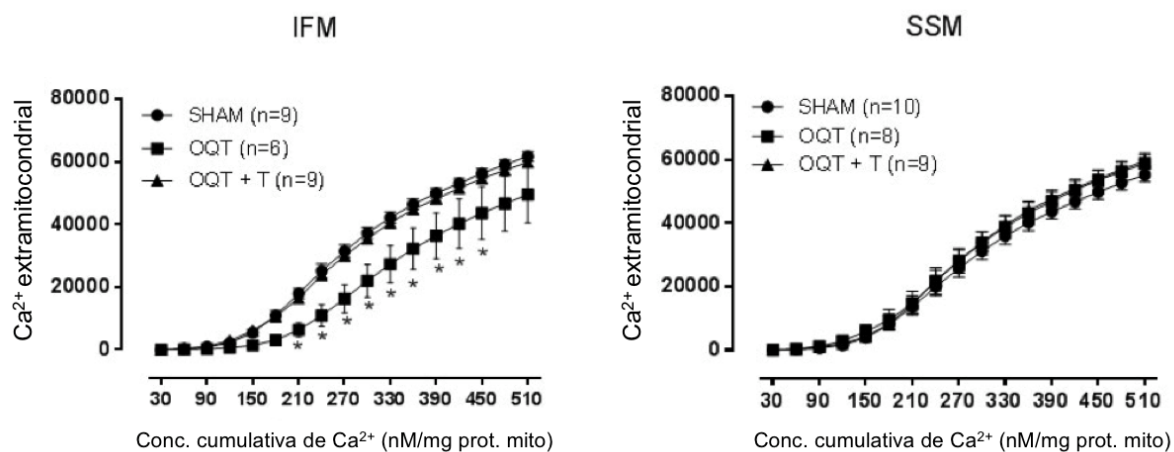 IFM
Ca²⁺ extramitocondrial
80000
60000
40000
20000
0
SHAM (n=9)
OQT (n=6)
OQT + T (n=9)
* * * * * * * * *
30 90 150 210 270 330 390 450 510
Conc. cumulativa de Ca²⁺ (nM/mg prot. mito)
SSM
Ca²⁺ extramitocondrial
80000
60000
40000
20000
0
SHAM (n=10)
OQT (n=8)
OQT + T (n=9)
30 90 150 210 270 330 390 450 510
Conc. cumulativa de Ca²⁺ (nM/mg prot. mito)